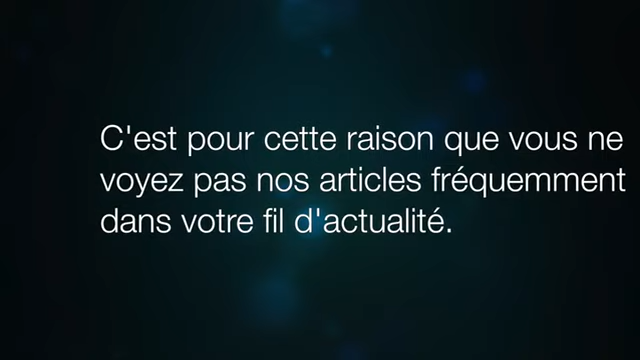 C'est pour cette raison que vous ne
voyez pas nos articles fréquemment
dans votre fil d'actualité.